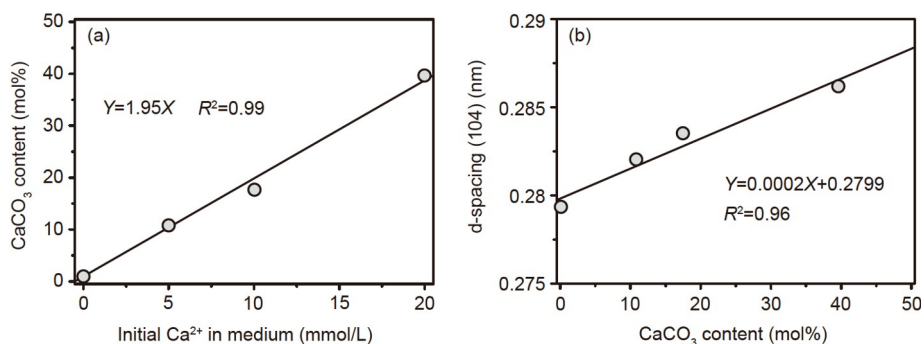 (a)
Y=1.95X R²=0.99
CaCO₃ content (mol%)
50
40
30
20
10
0
0 5 10 15 20
Initial Ca²⁺ in medium (mmol/L)
(b)
Y=0.0002X+0.2799
R²=0.96
d-spacing (104) (nm)
0.29
0.285
0.28
0.275
0 10 20 30 40 50
CaCO₃ content (mol%)